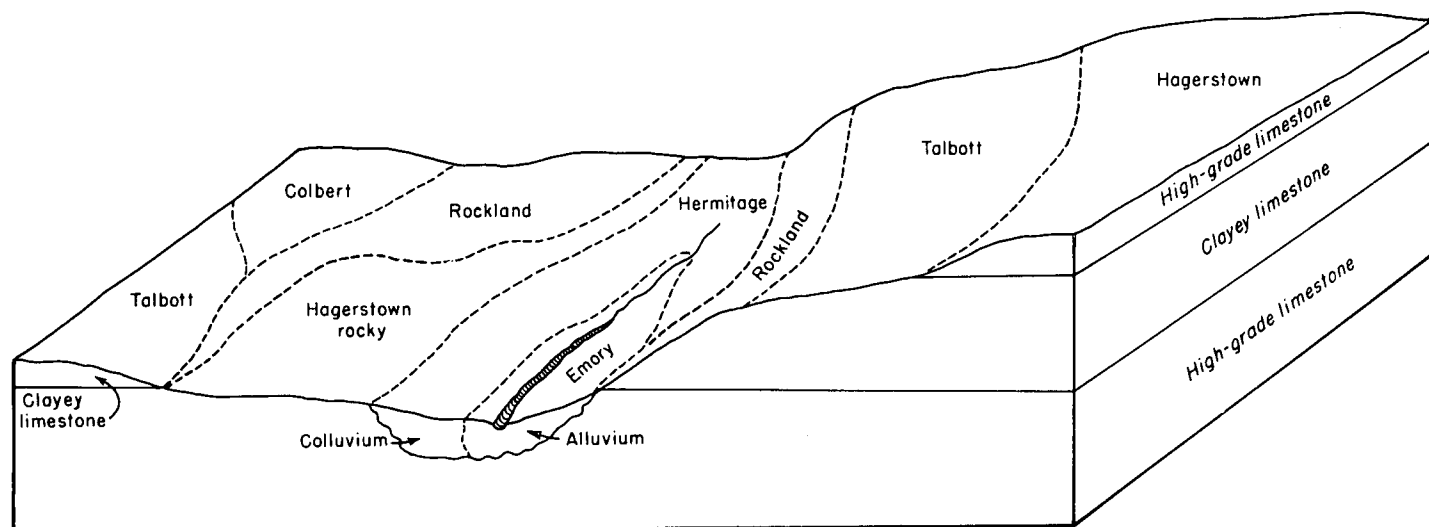 Hagerstown
High-grade limestone
Talbott
Colbert
Rockland
Hermitage
Clayey limestone
Rockland
Talbott
Hagerstown
rocky
High-grade limestone
Emory
Clayey
limestone
Colluvium
Alluvium